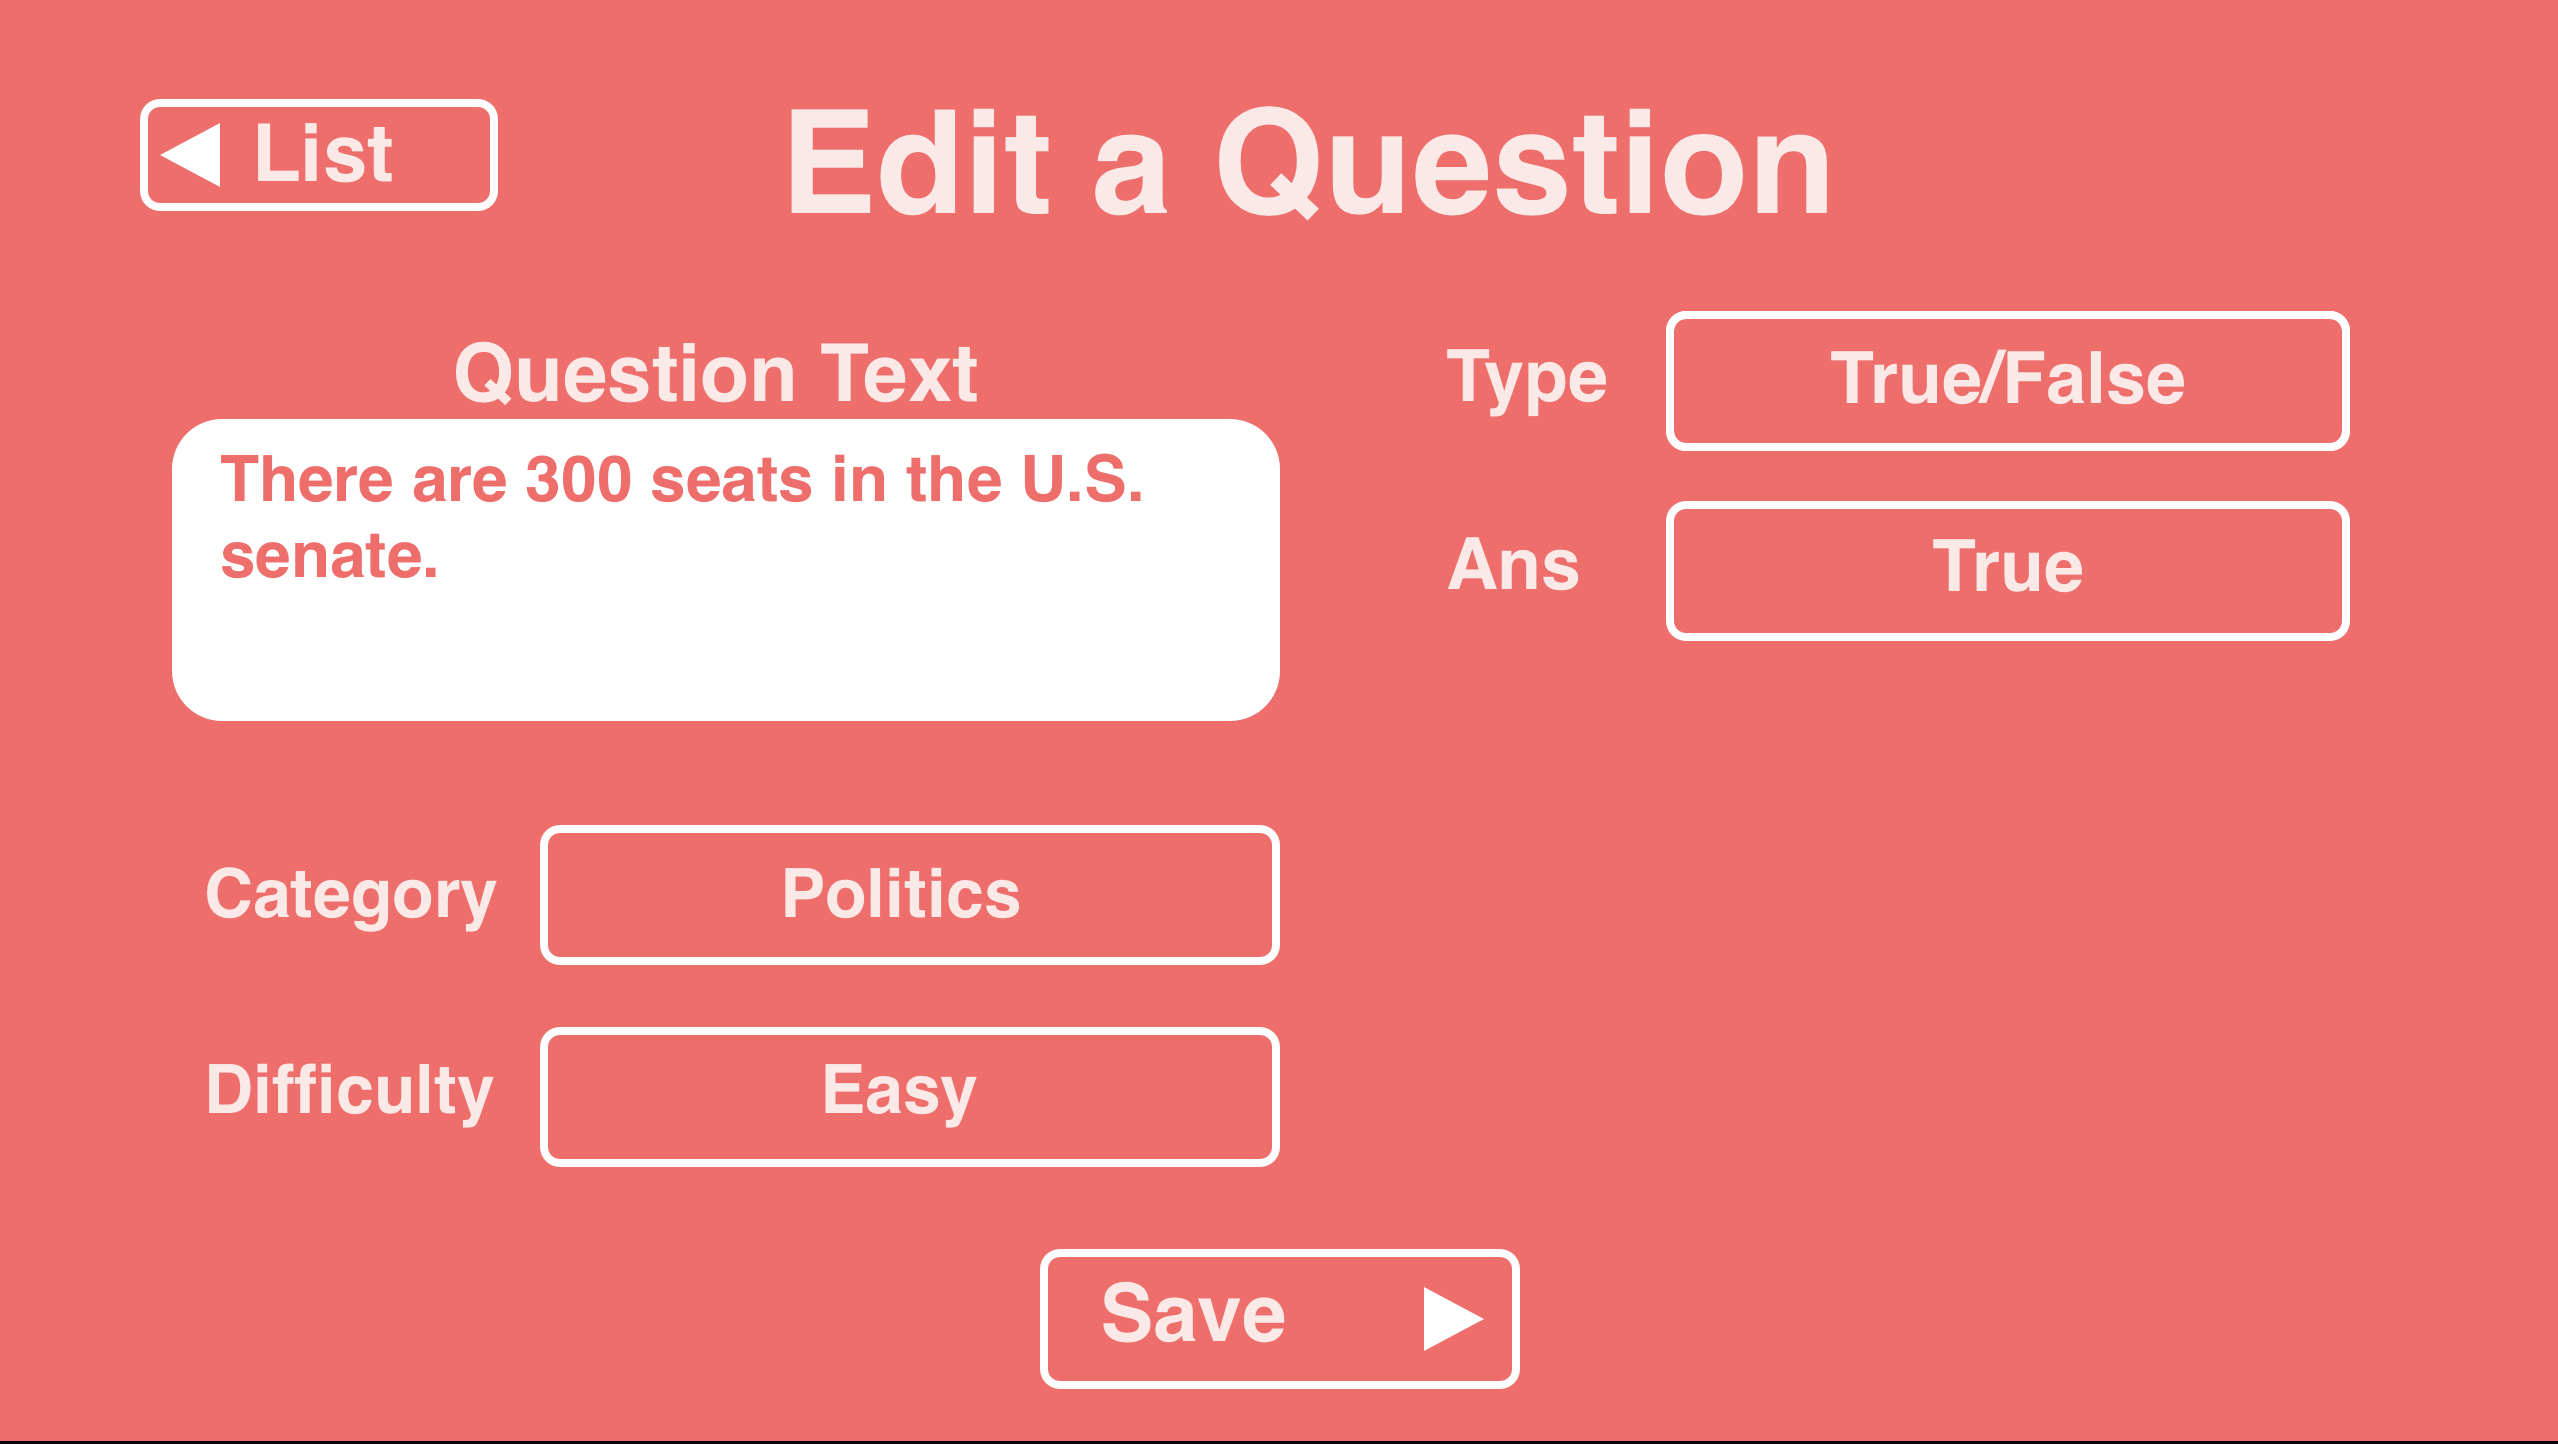 List
Edit a Question
Question Text
There are 300 seats in the U.S.
senate.
Type
True/False
Ans
True
Category
Politics
Difficulty
Easy
Save